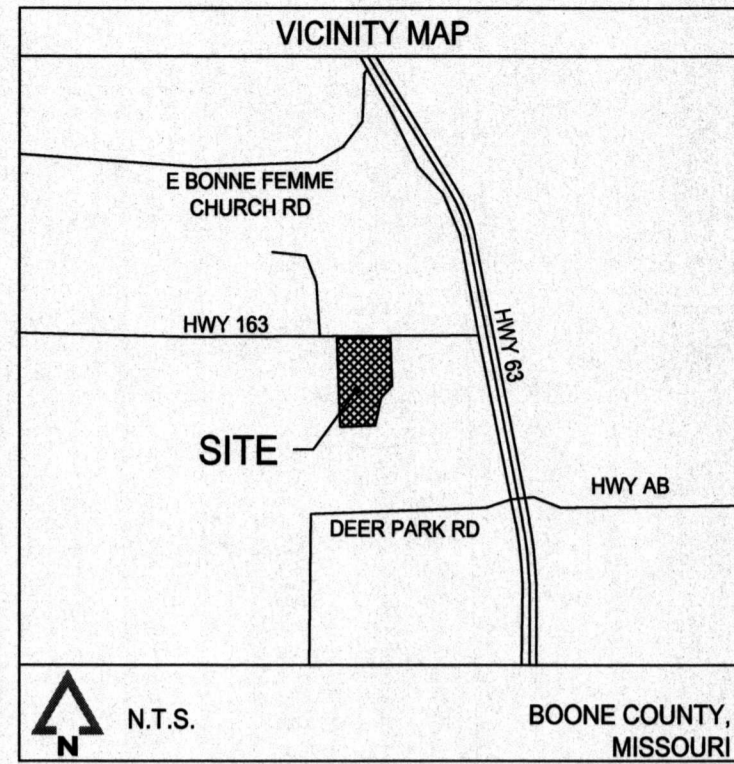 VICINITY MAP
E BONNE FEMME
CHURCH RD
HWY 163
HWY 63
SITE
HWY AB
DEER PARK RD
N
N.T.S.
BOONE COUNTY,
MISSOURI